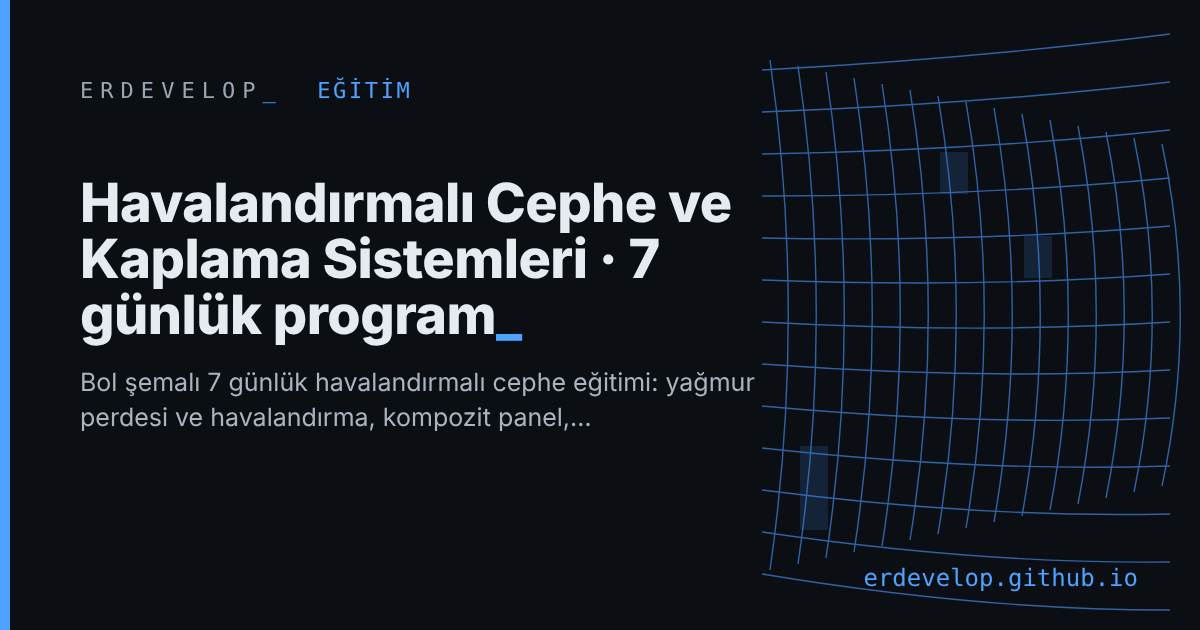 ERDEVELOP_ EĞİTİM
Havalandırmalı Cephe ve
Kaplama Sistemleri · 7
günlük program_
Bol şemalı 7 günlük havalandırmalı cephe eğitimi: yağmur
perdesi ve havalandırma, kompozit panel,…
erdevelop.github.io